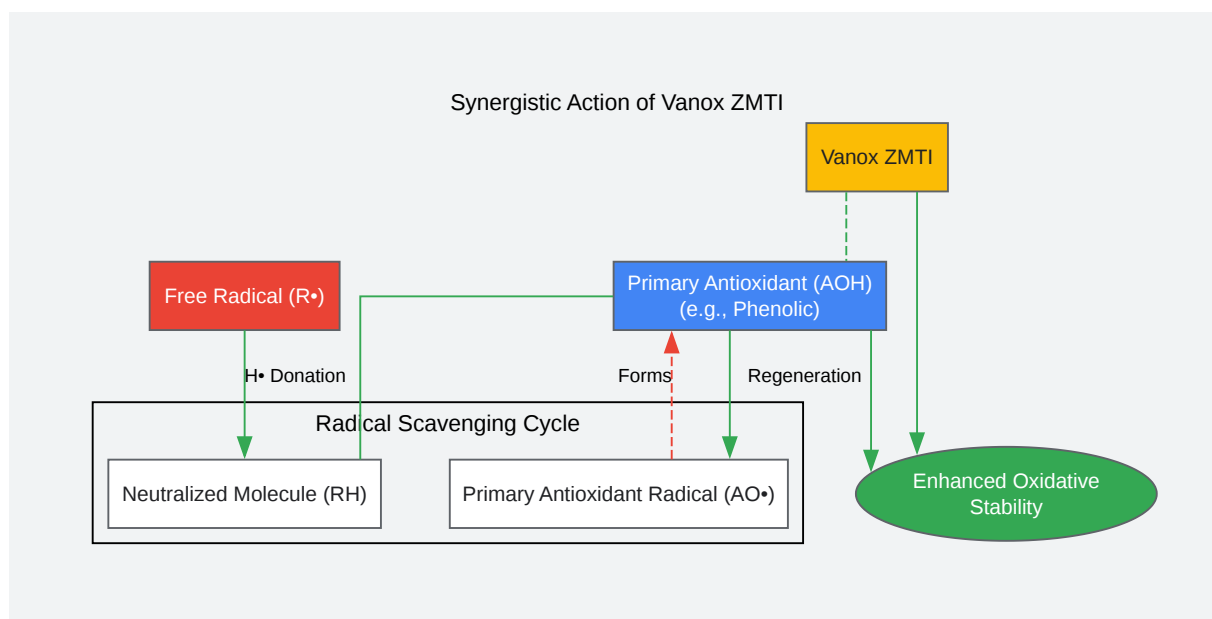 Synergistic Action of Vanox ZMTI
Vanox ZMTI
Free Radical (R•)
Primary Antioxidant (AOH)
(e.g., Phenolic)
H• Donation
Forms
Regeneration
Radical Scavenging Cycle
Neutralized Molecule (RH)
Primary Antioxidant Radical (AO•)
Enhanced Oxidative
Stability